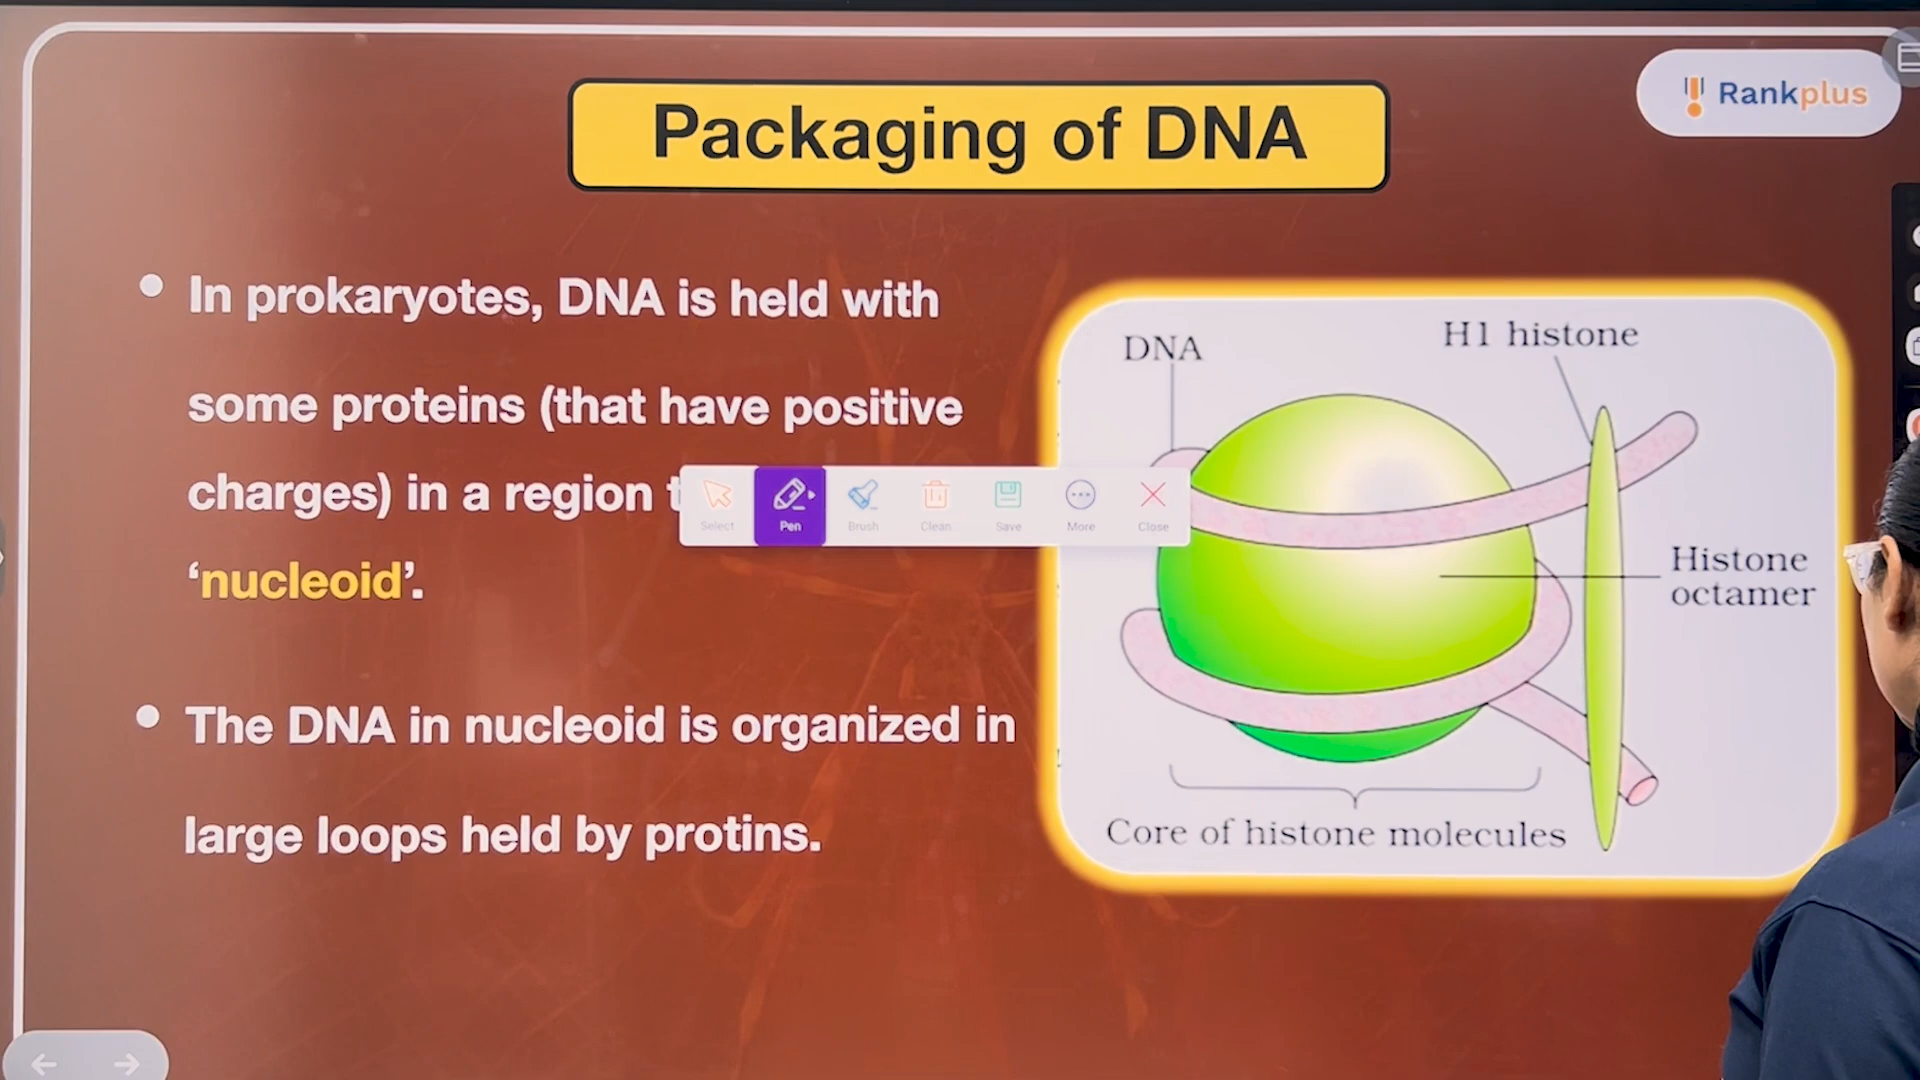 Packaging of DNA
Rankplus
In prokaryotes, DNA is held with
some proteins (that have positive
charges) in a region
‘nucleoid’.
The DNA in nucleoid is organized in
large loops held by protins.
Select
Pen
Brush
Clean
Save
More
Close
DNA
H1 histone
Histone
octamer
Core of histone molecules